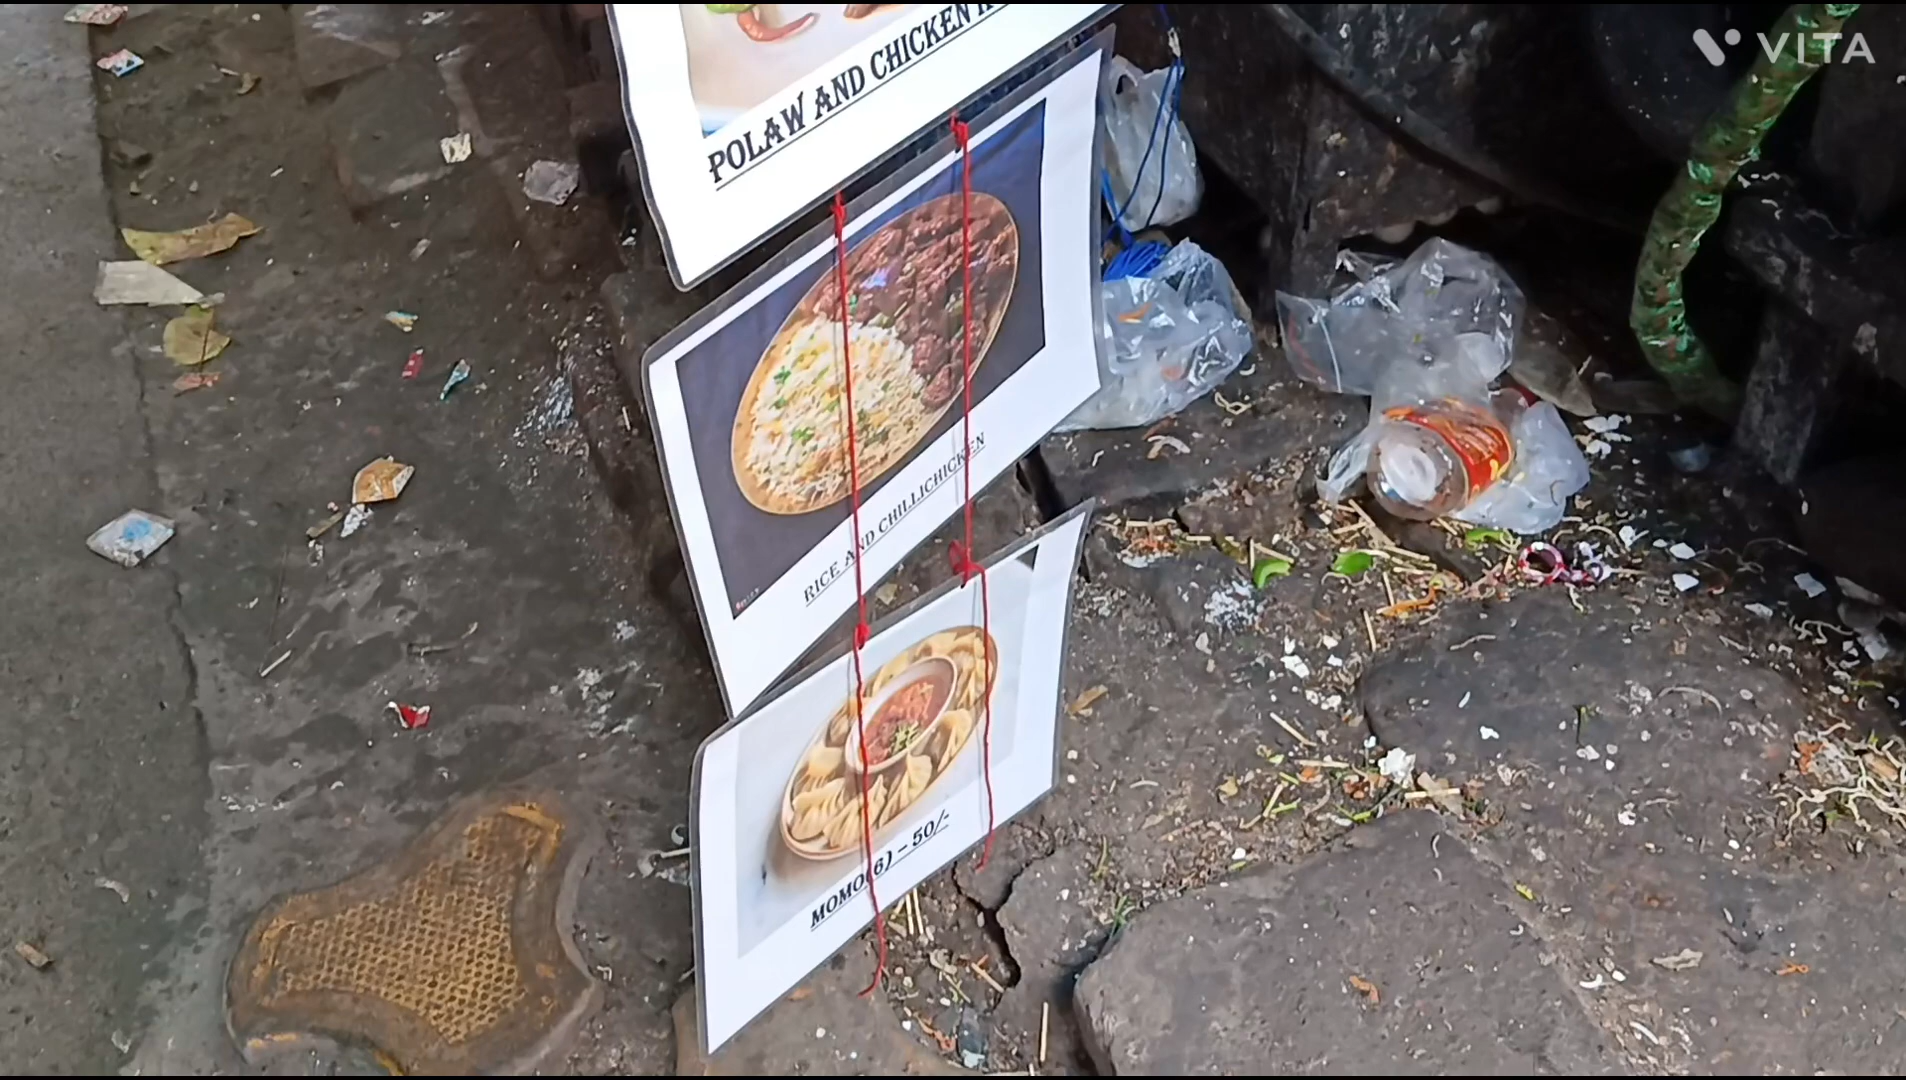 VITA
POLAW AND CHICKEN
RICE AND CHILLICHICKEN
MOMO(6) – 50/-